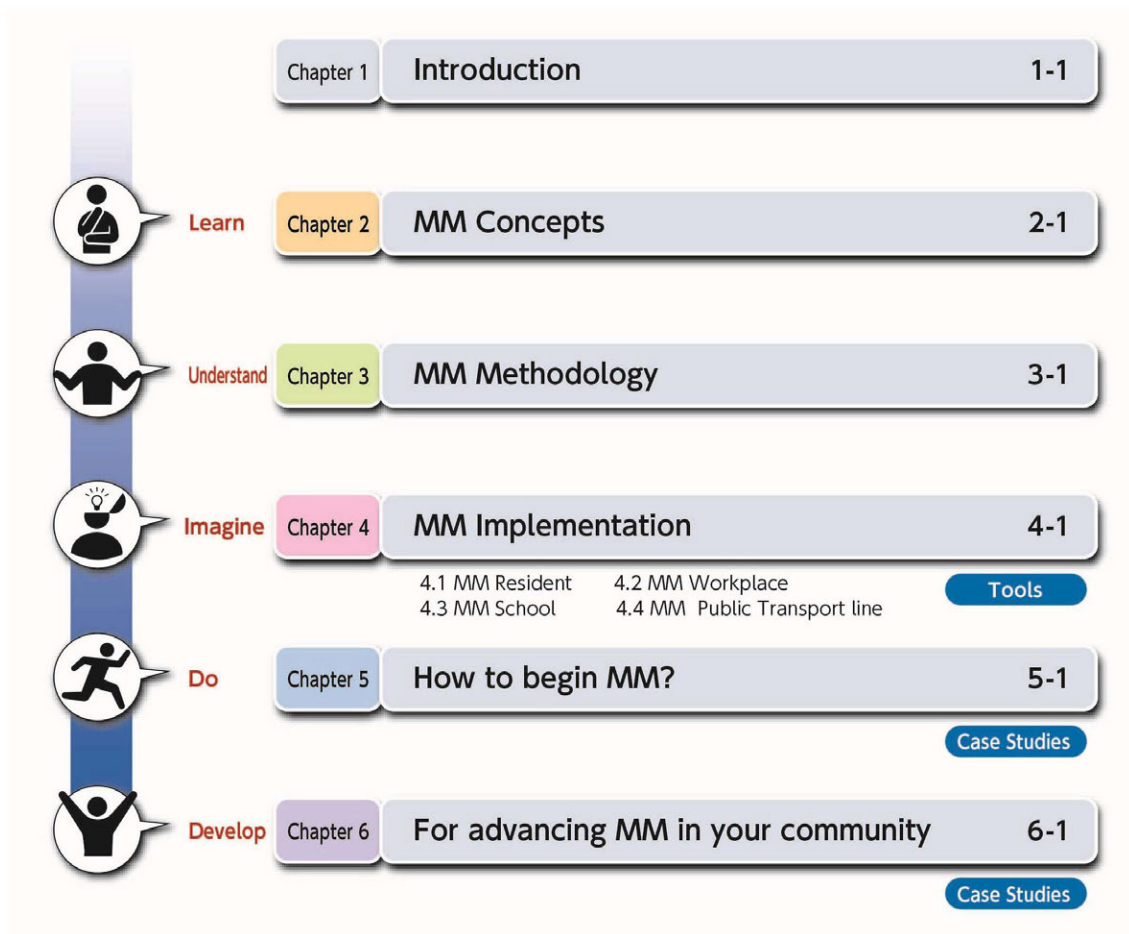 Chapter 1 Introduction 1-1
Learn Chapter 2 MM Concepts 2-1
Understand Chapter 3 MM Methodology 3-1
Imagine Chapter 4 MM Implementation 4-1
4.1 MM Resident 4.2 MM Workplace
4.3 MM School 4.4 MM Public Transport line
Tools
Do Chapter 5 How to begin MM? 5-1
Case Studies
Develop Chapter 6 For advancing MM in your community 6-1
Case Studies